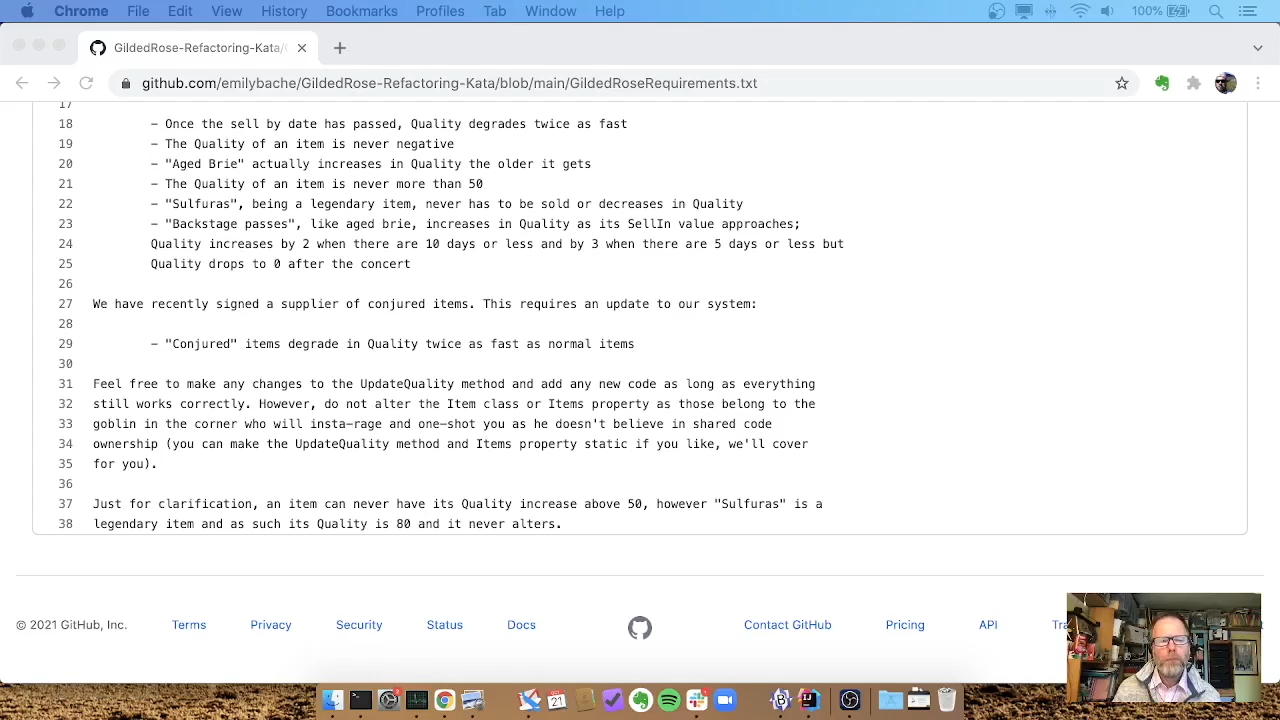 Chrome File Edit View History Bookmarks Profiles Tab Window Help 100%
GildedRose-Refactoring-Kata/
github.com/emilybache/GildedRose-Refactoring-Kata/blob/main/GildedRoseRequirements.txt
17
18 - Once the sell by date has passed, Quality degrades twice as fast
19 - The Quality of an item is never negative
20 - "Aged Brie" actually increases in Quality the older it gets
21 - The Quality of an item is never more than 50
22 - "Sulfuras", being a legendary item, never has to be sold or decreases in Quality
23 - "Backstage passes", like aged brie, increases in Quality as its SellIn value approaches;
24 Quality increases by 2 when there are 10 days or less and by 3 when there are 5 days or less but
25 Quality drops to 0 after the concert
26
27 We have recently signed a supplier of conjured items. This requires an update to our system:
28
29 - "Conjured" items degrade in Quality twice as fast as normal items
30
31 Feel free to make any changes to the UpdateQuality method and add any new code as long as everything
32 still works correctly. However, do not alter the Item class or Items property as those belong to the
33 goblin in the corner who will insta-rage and one-shot you as he doesn't believe in shared code
34 ownership (you can make the UpdateQuality method and Items property static if you like, we'll cover
35 for you).
36
37 Just for clarification, an item can never have its Quality increase above 50, however "Sulfuras" is a
38 legendary item and as such its Quality is 80 and it never alters.
© 2021 GitHub, Inc. Terms Privacy Security Status Docs Contact GitHub Pricing API